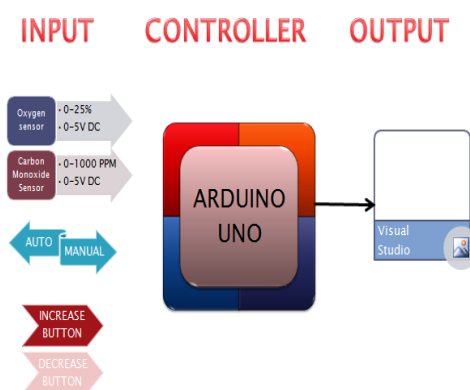 INPUT CONTROLLER OUTPUT
Oxygen
sensor
• 0-25%
• 0-5V DC
Carbon
Monoxide
Sensor
• 0-1000 PPM
• 0-5V DC
AUTO
MANUAL
INCREASE
BUTTON
DECREASE
BUTTON
ARDUINO
UNO
Visual
Studio